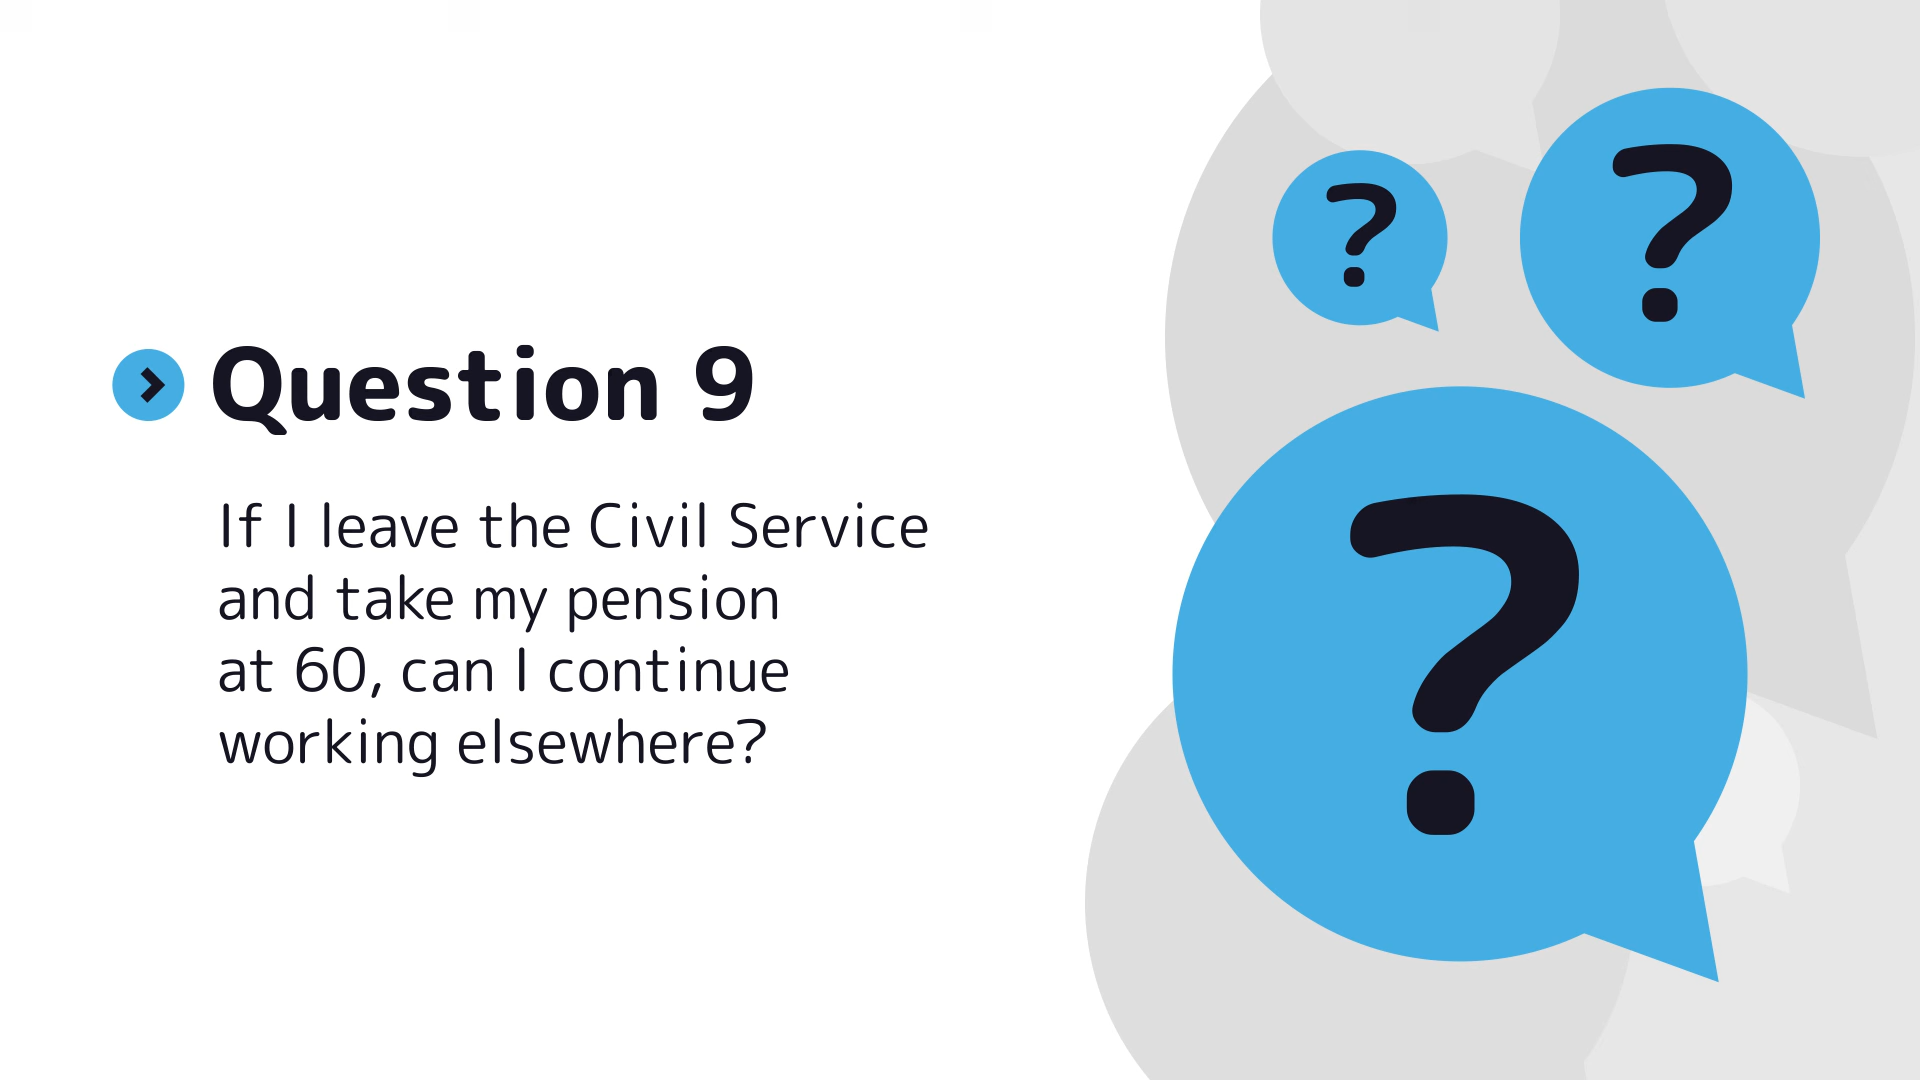 Question 9
If I leave the Civil Service
and take my pension
at 60, can I continue
working elsewhere?
?
?
?